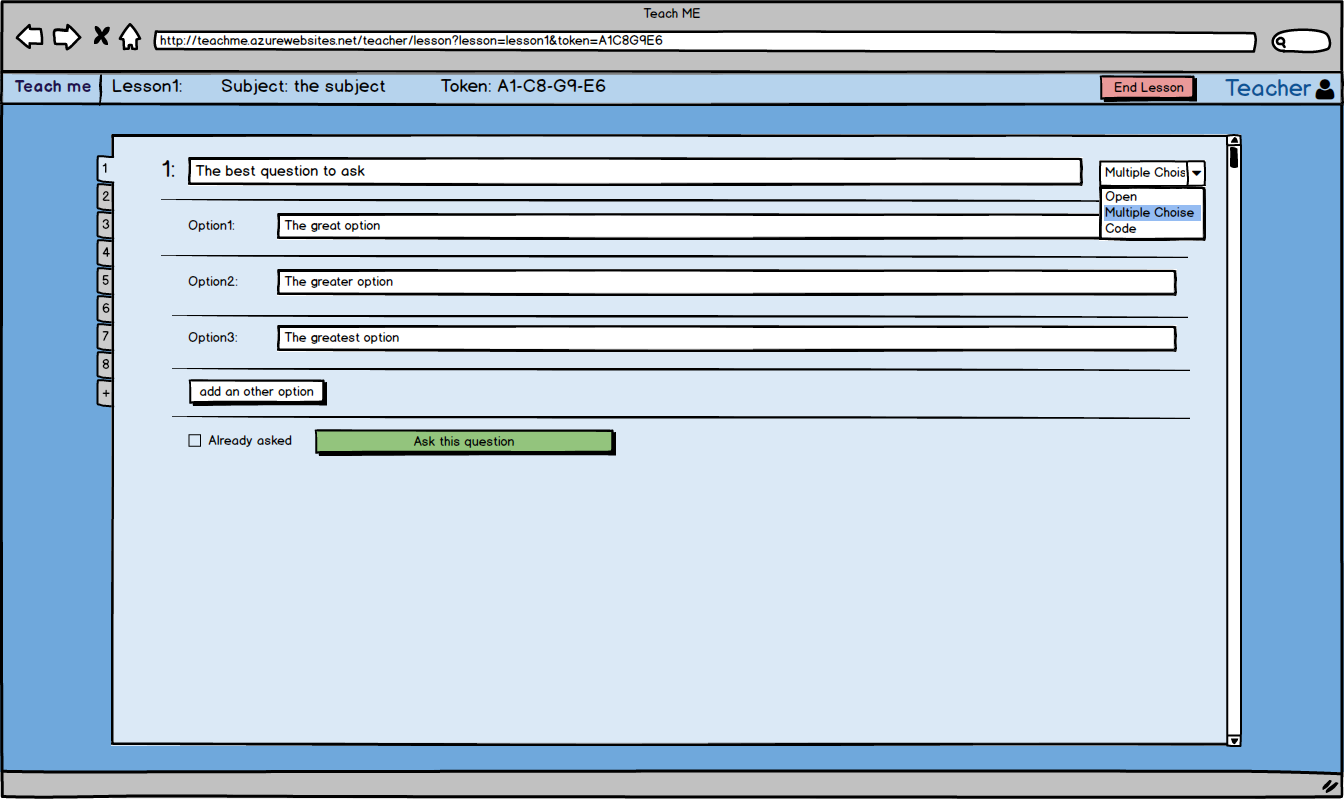 Teach ME
http://teachme.azurewebsites.net/teacher/lesson?lesson=lesson1&token=A1C8G9E6
Teach me Lesson1: Subject: the subject Token: A1-C8-G9-E6 End Lesson Teacher
1
2
3
4
5
6
7
8
+
1: The best question to ask Multiple Chois
Open
Multiple Choise
Code
Option1: The great option
Option2: The greater option
Option3: The greatest option
add an other option
Already asked Ask this question